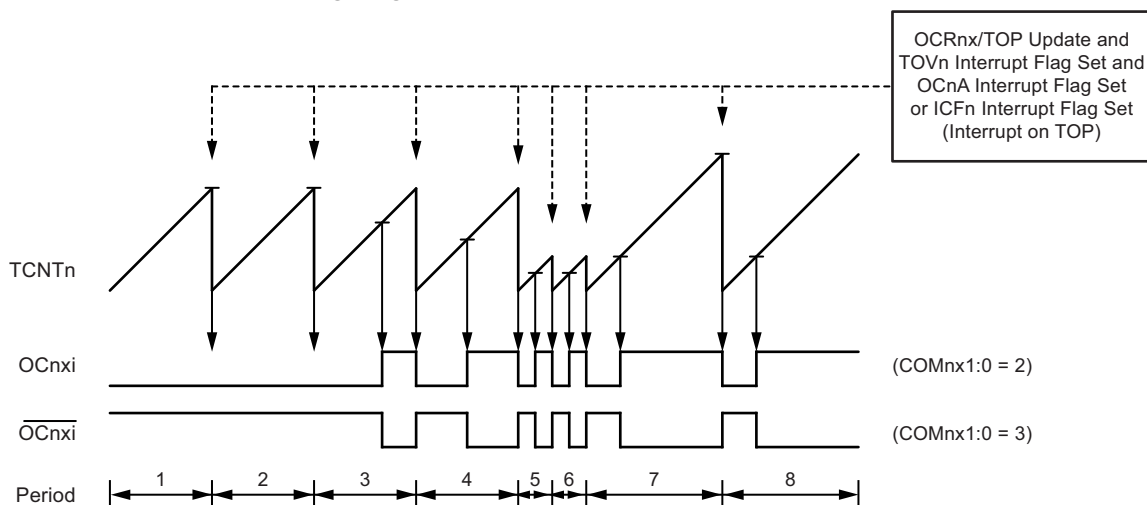 OCRnx/TOP Update and
TOVn Interrupt Flag Set and
OCnA Interrupt Flag Set
or ICFn Interrupt Flag Set
(Interrupt on TOP)
TCNTn
OCnxi (COMnx1:0 = 2)
OCnxi (COMnx1:0 = 3)
Period 1 2 3 4 5 6 7 8